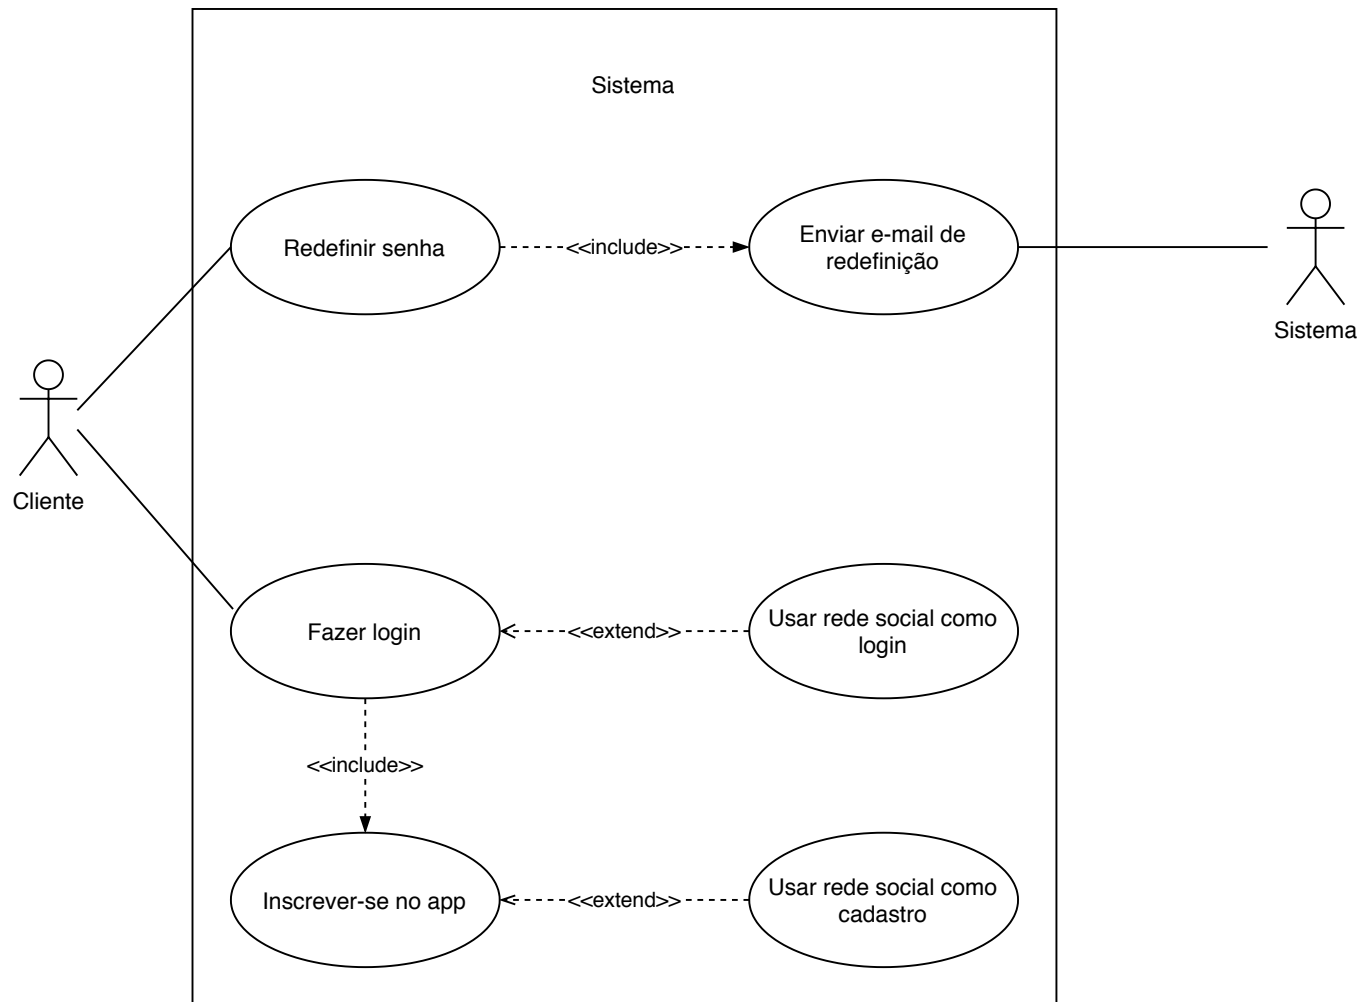 Sistema
Redefinir senha
<<include>>
Enviar e-mail de
redefinição
Sistema
Cliente
Fazer login
<<extend>>
Usar rede social como
login
<<include>>
Inscrever-se no app
<<extend>>
Usar rede social como
cadastro